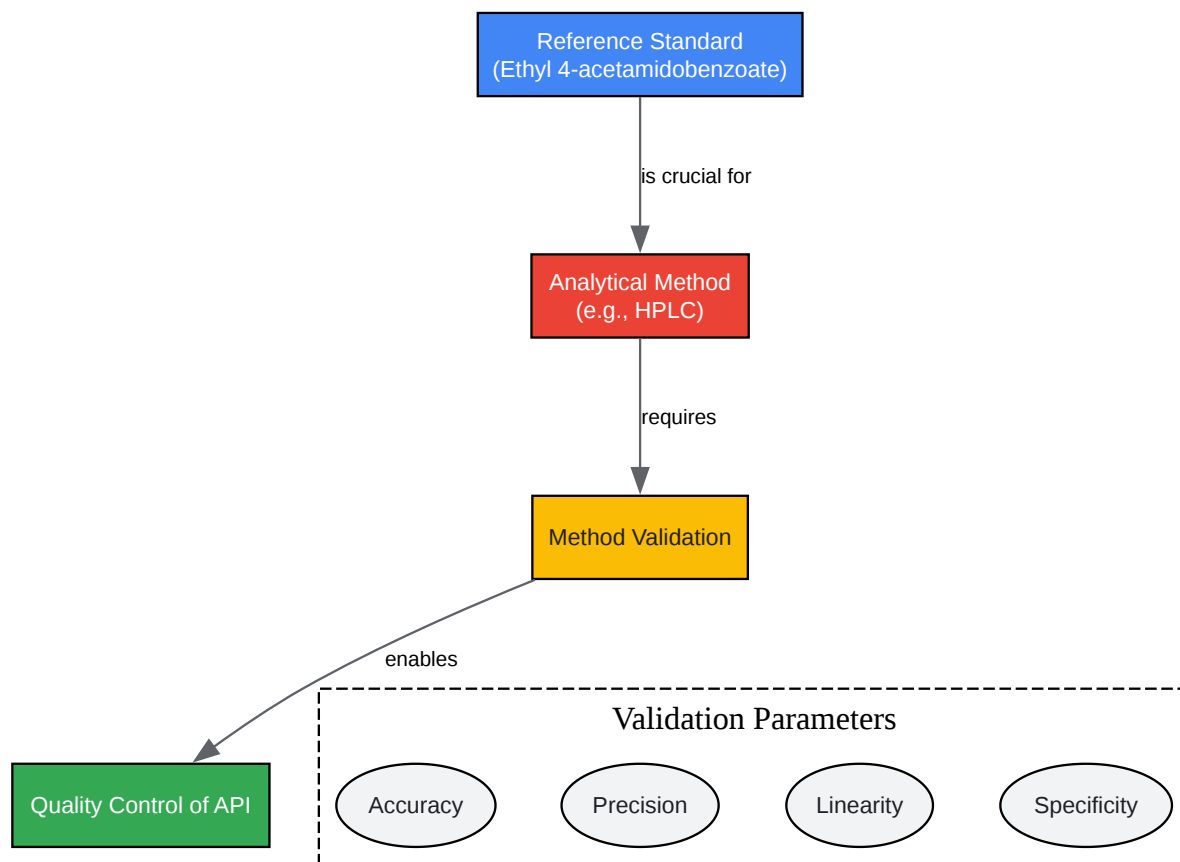 Reference Standard
(Ethyl 4-acetamidobenzoate)
is crucial for
Analytical Method
(e.g., HPLC)
requires
Method Validation
enables
Validation Parameters
Quality Control of API
Accuracy
Precision
Linearity
Specificity